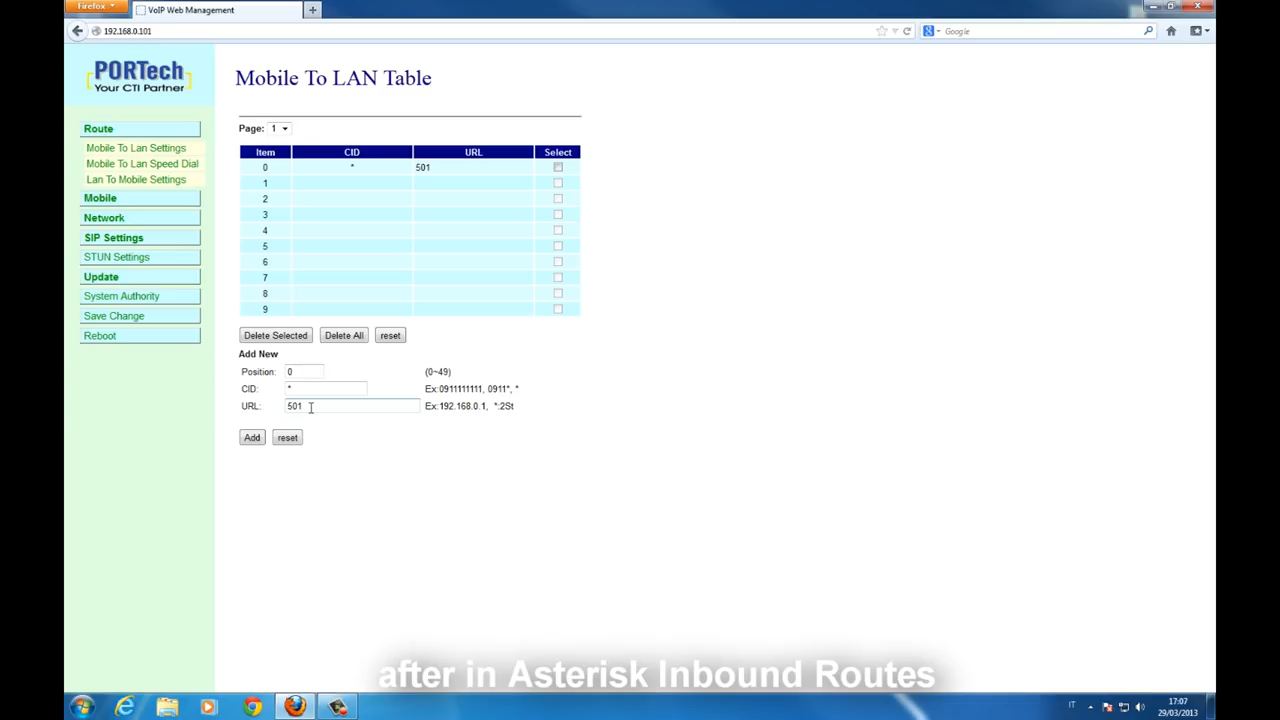 Firefox
VoIP Web Management
192.168.0.101
Google
PORTech
Your CTI Partner
Route
Mobile To Lan Settings
Mobile To Lan Speed Dial
Lan To Mobile Settings
Mobile
Network
SIP Settings
STUN Settings
Update
System Authority
Save Change
Reboot
Mobile To LAN Table
Page: 1
Item CID URL Select
0 * 501
1
2
3
4
5
6
7
8
9
Delete Selected Delete All reset
Add New
Position: 0 (0~49)
CID: * Ex:0911111111, 0911*, *
URL: 501 Ex:192.168.0.1, *:2St
Add reset
after in Asterisk Inbound Routes
IT
17:07
29/03/2013